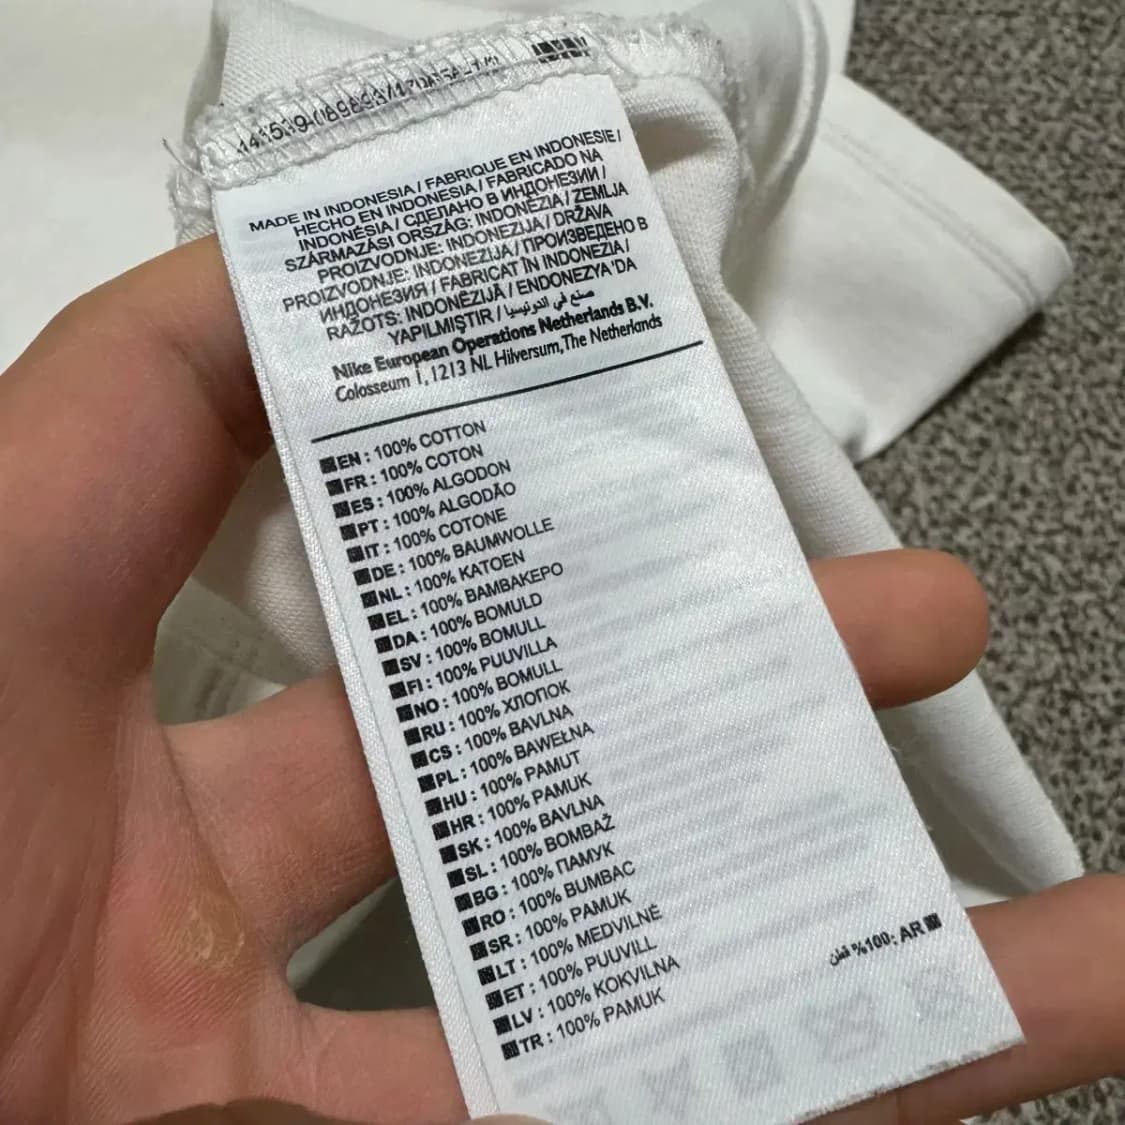 MADE IN INDONESIA / FABRIQUE EN INDONESIE /
HECHO EN INDONESIA / FABRICADO NA
INDONÉSIA / СДЕЛАНО В ИНДОНЕЗИИ /
SZÁRMAZÁSI ORSZÁG: INDONÉZIA / ZEMLJA
PROIZVODNJE: INDONEZIJA / DRŽAVA
PROIZVODNJE: INDONEZIJA / ПРОИЗВЕДЕНО В
ИНДОНЕЗИЯ / FABRICAT ÎN INDONEZIA /
RAŽOTS: INDONĒZIJĀ / ENDONEZYA'DA
YAPILMIŞTIR / صنع في اندونيسيا
Nike European Operations Netherlands B.V.
Colosseum 1, 1213 NL Hilversum, The Netherlands
EN : 100% COTTON
FR : 100% COTON
ES : 100% ALGODON
PT : 100% ALGODÃO
IT : 100% COTONE
DE : 100% BAUMWOLLE
NL : 100% KATOEN
EL : 100% ΒΑΜΒΑΚΕΡΟ
DA : 100% BOMULD
SV : 100% BOMULL
FI : 100% PUUVILLA
NO : 100% BOMULL
RU : 100% ХЛОПОК
CS : 100% BAVLNA
PL : 100% BAWEŁNA
HU : 100% PAMUT
HR : 100% PAMUK
SK : 100% BAVLNA
SL : 100% BOMBAŽ
BG : 100% ПАМУК
RO : 100% BUMBAC
SR : 100% PAMUK
LT : 100% MEDVILNĖ
ET : 100% PUUVILL
LV : 100% KOKVILNA
TR : 100% PAMUK
قطن %100: AR